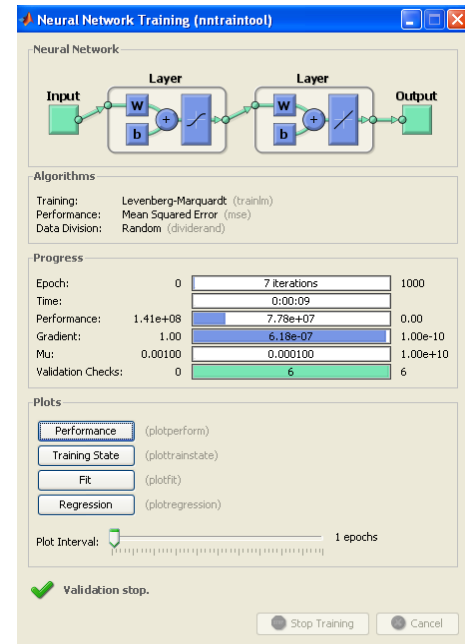 Neural Network Training (nntraintool)
Neural Network
Layer Layer
Input Output
W W
+ +
b b
Algorithms
Training: Levenberg-Marquardt (trainlm)
Performance: Mean Squared Error (mse)
Data Division: Random (dividerand)
Progress
Epoch: 0 7 iterations 1000
Time: 0:00:09
Performance: 1.41e+08 7.78e+07 0.00
Gradient: 1.00 6.18e-07 1.00e-10
Mu: 0.00100 0.000100 1.00e+10
Validation Checks: 0 6 6
Plots
Performance (plotperform)
Training State (plottrainstate)
Fit (plotfit)
Regression (plotregression)
Plot Interval: 1 epochs
Validation stop.
Stop Training Cancel